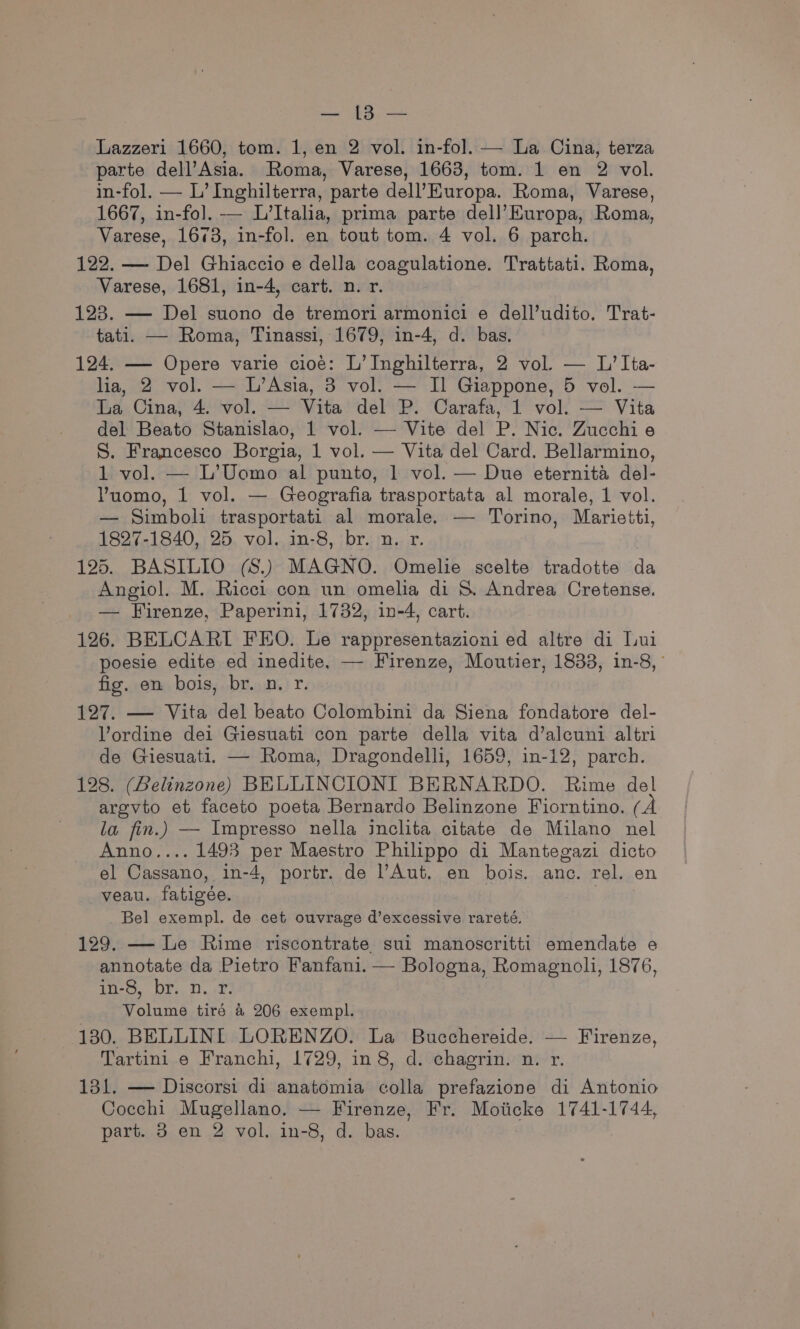 — 13 —
Lazzeri 1660, tom. 1, en 2 vol. in-fol. — La Cina, terza
parte dell'Asia. Roma, Varese, 1663, tom. 1 en 2 vol.
in-fol. — L'Inghilterra, parte dell'Europa. Roma, Varese,
1667, in-fol. — L'Italia, prima parte dell'Europa, Roma,
Varese, 1673, in-fol. en tout tom. 4 vol. 6 parch.
122. — Del Ghiaccio e della coagulatione. Trattati. Roma,
Varese, 1681, in-4, cart. n. r.
123. — Del suono de tremori armonici e dell'udito. Trat-
tati. — Roma, Tinassi, 1679, in-4, d. bas.
124. — Opere varie cioé: L'Inghilterra, 2 vol. — L'Ita-
lia, 2 vol. — L'Asia, 3 vol. — Il Giappone, 5 vol. —
La Cina, 4. vol. — Vita del P. Carafa, 1 vol. — Vita
del Beato Stanislao, 1 vol. — Vite del P. Nic. Zucchi e
S. Francesco Borgia, 1 vol. — Vita del Card. Bellarmino,
1 vol. — L'Uomo al punto, 1 vol. — Due eternità del-
l'uomo, 1 vol. — Geografia trasportata al morale, 1 vol.
— Simboli trasportati al morale. — Torino, Marietti,
1827-1840, 25 vol. in-8, br. n. r.
125. BASILIO (S.) MAGNO. Omelie scelte tradotte da
Angiol. M. Ricci con un omelia di S. Andrea Cretense.
— Firenze, Paperini, 1732, in-4, cart.
126. BELCARI FEO. Le rappresentazioni ed altre di Lui
poesie edite ed inedite. — Firenze, Moutier, 1833, in-8,
fig. en bois, br. n. r.
127. — Vita del beato Colombini da Siena fondatore del-
l'ordine dei Giesuati con parte della vita d'alcuni altri
de Giesuati. — Roma, Dragondelli, 1659, in-12, parch.
128. (Belinzone) BELLINCIONI BERNARDO. Rime del
argvto et faceto poeta Bernardo Belinzone Fiorntino. (À
la fin.) — Impresso nella inclita citate de Milano nel
Anno.... 1493 per Maestro Philippo di Mantegazi dicto
el Cassano, in-4, portr. de l'Aut. en bois. anc. rel. en
veau. fatigée.
Bel exempl. de cet ouvrage d'excessive rareté.
129. — Le Rime riscontrate sui manoscritti emendate e
annotate da Pietro Fanfani. — Bologna, Romagnoli, 1876,
in-8, br. n. r.
Volume tiré à 206 exempl.
130. BELLINI LORENZO. La Bucchereide. — Firenze,
Tartini e Franchi, 1729, in 8, d. chagrin. n. r.
131. — Discorsi di anatomia colla prefazione di Antonio
Cocchi Mugellano. — Firenze, Fr. Moücke 1741-1744,
part. 3 en 2 vol. in-8, d. bas.